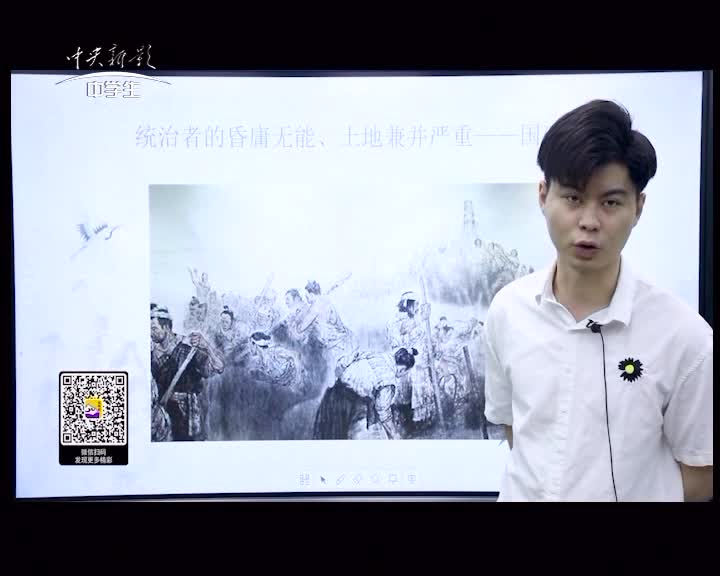 中央新影
中学生
统治者的昏庸无能、土地兼并严重——国
微信扫码
发现更多精彩